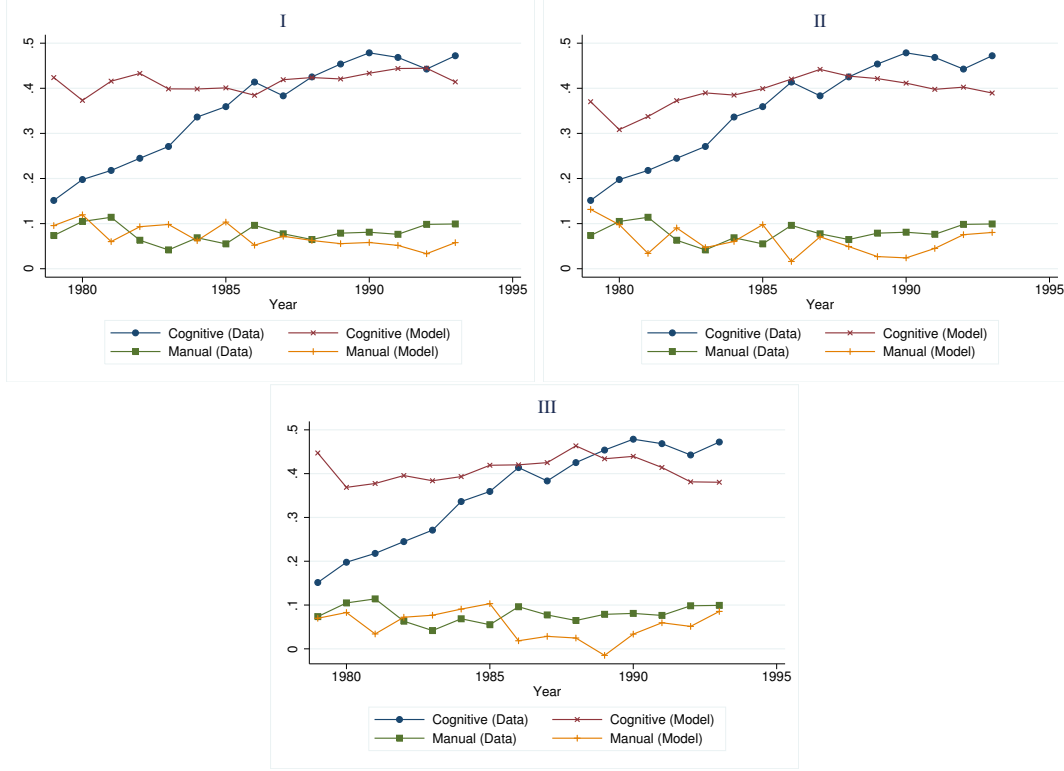 I
.5
.4
.3
.2
.1
0
1980 1985 1990 1995
Year
Cognitive (Data) Cognitive (Model)
Manual (Data) Manual (Model)
II
.5
.4
.3
.2
.1
0
1980 1985 1990 1995
Year
Cognitive (Data) Cognitive (Model)
Manual (Data) Manual (Model)
III
.5
.4
.3
.2
.1
0
1980 1985 1990 1995
Year
Cognitive (Data) Cognitive (Model)
Manual (Data) Manual (Model)